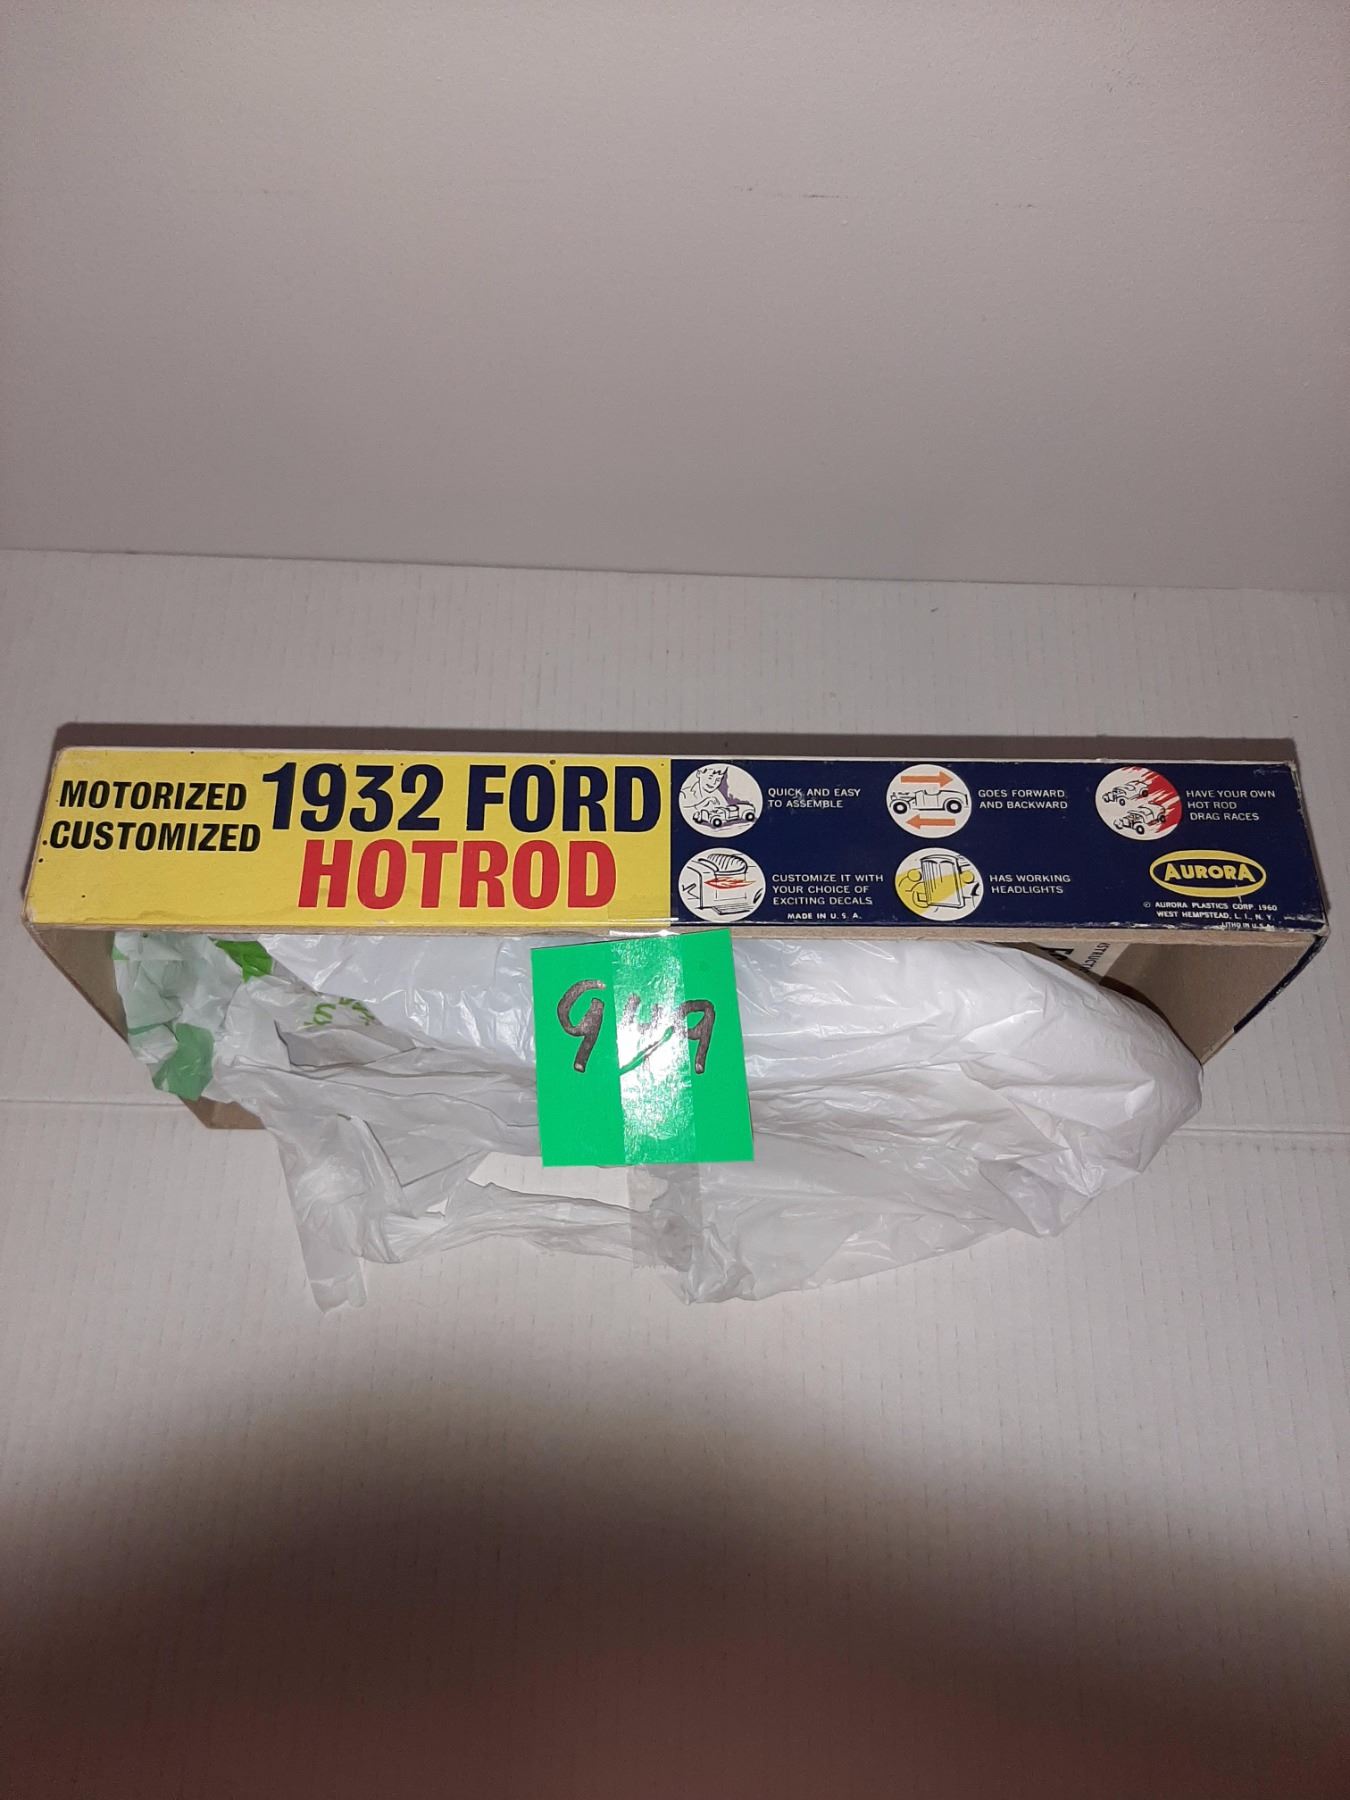 MOTORIZED
CUSTOMIZED
1932 FORD
HOTROD
QUICK AND EASY
TO ASSEMBLE
GOES FORWARD
AND BACKWARD
HAVE YOUR OWN
HOT ROD
DRAG RACES
CUSTOMIZE IT WITH
YOUR CHOICE OF
EXCITING DECALS
MADE IN U. S. A.
HAS WORKING
HEADLIGHTS
AURORA
© AURORA PLASTICS CORP. 1960
WEST HEMPSTEAD, L. I., N. Y.
LITHO IN U.S.A.
949